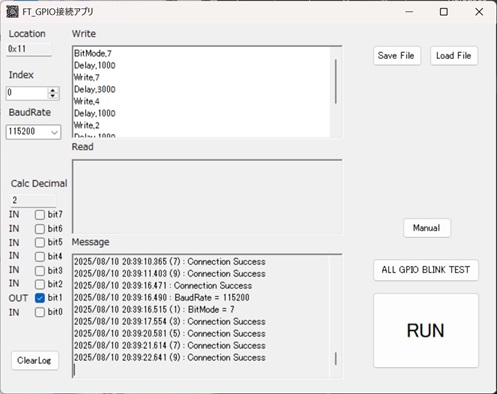 FT_GPIO接続アプリ
Location
0x11
Index
0
BaudRate
115200
Write
BitMode,7
Delay,1000
Write,7
Delay,3000
Write,4
Delay,1000
Write,2
Delay,1000
Save File
Load File
Read
Calc Decimal
2
IN bit7
IN bit6
IN bit5
IN bit4
IN bit3
IN bit2
OUT bit1
IN bit0
ClearLog
Message
2025/08/10 20:39:10.365 (7) : Connection Success
2025/08/10 20:39:11.403 (9) : Connection Success
2025/08/10 20:39:16.471 : Connection Success
2025/08/10 20:39:16.490 : BaudRate = 115200
2025/08/10 20:39:16.515 (1) : BitMode = 7
2025/08/10 20:39:17.554 (3) : Connection Success
2025/08/10 20:39:20.581 (5) : Connection Success
2025/08/10 20:39:21.614 (7) : Connection Success
2025/08/10 20:39:22.641 (9) : Connection Success
Manual
ALL GPIO BLINK TEST
RUN